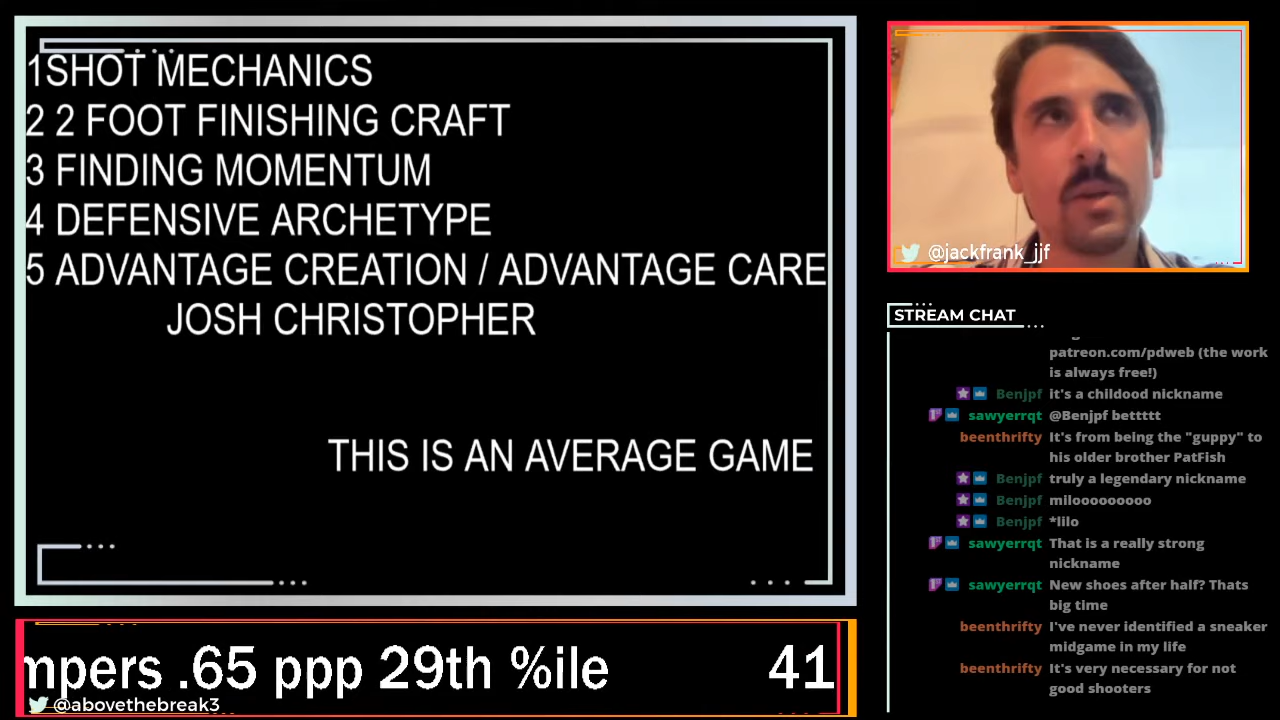 1SHOT MECHANICS
2 2 FOOT FINISHING CRAFT
3 FINDING MOMENTUM
4 DEFENSIVE ARCHETYPE
5 ADVANTAGE CREATION / ADVANTAGE CARE
JOSH CHRISTOPHER
THIS IS AN AVERAGE GAME
mpers .65 ppp 29th %ile 41
@abovethebreak3
@jackfrank_jjf
STREAM CHAT
patreon.com/pdweb (the work
is always free!)
Benjpf it's a childood nickname
sawyerrqt @Benjpf bettttt
beenthrifty It's from being the "guppy" to
his older brother PatFish
Benjpf truly a legendary nickname
Benjpf milooooooooo
Benjpf *lilo
sawyerrqt That is a really strong
nickname
sawyerrqt New shoes after half? Thats
big time
beenthrifty I've never identified a sneaker
midgame in my life
beenthrifty It's very necessary for not
good shooters